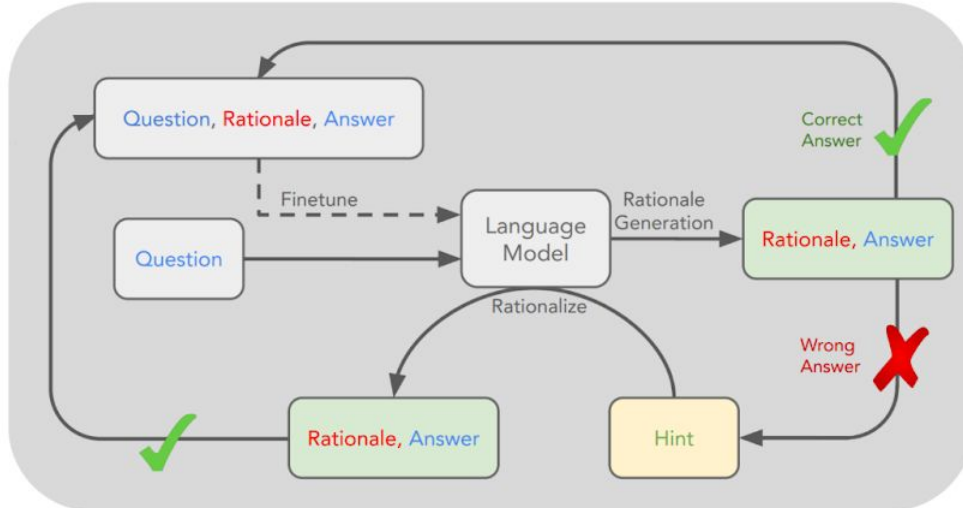 Question, Rationale, Answer
Correct
Answer
Finetune
Rationale
Generation
Language
Model
Question
Rationale, Answer
Rationalize
Wrong
Answer
Rationale, Answer
Hint